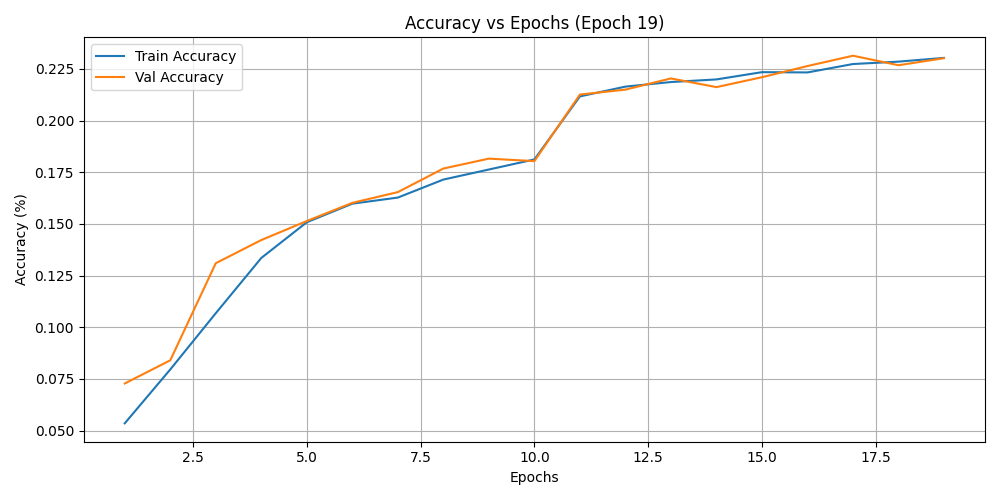 Accuracy vs Epochs (Epoch 19)
Train Accuracy
Val Accuracy
Accuracy (%)
0.225
0.200
0.175
0.150
0.125
0.100
0.075
0.050
2.5 5.0 7.5 10.0 12.5 15.0 17.5
Epochs